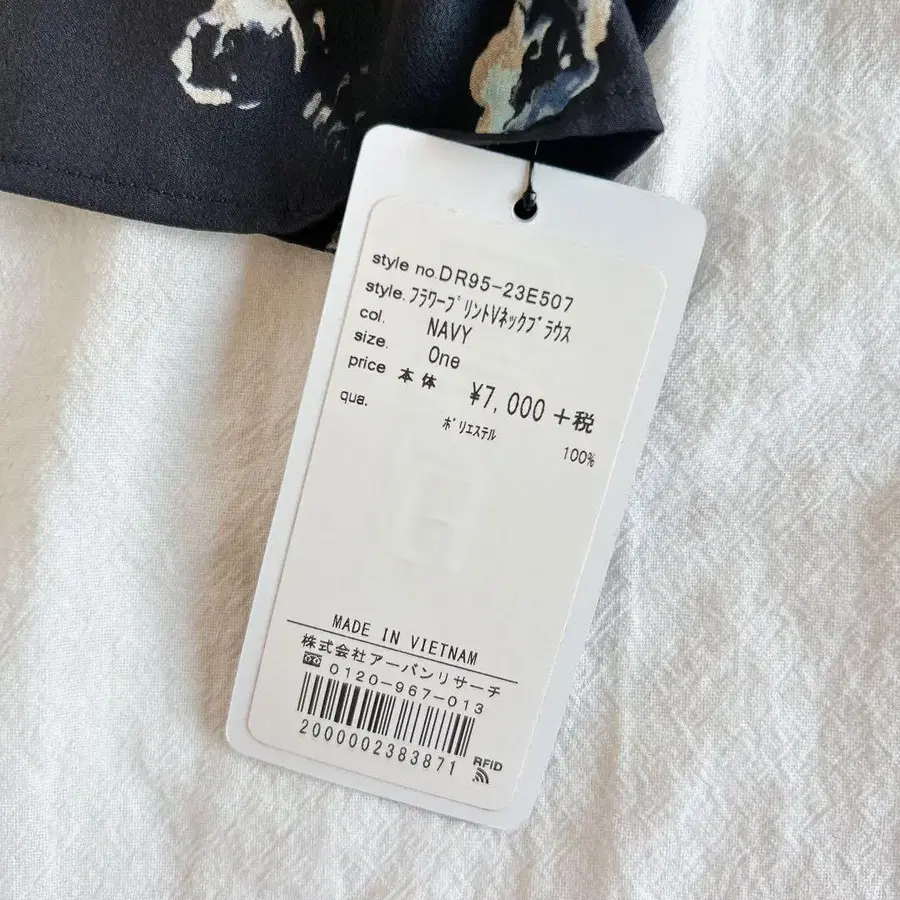 style no.DR95-23E507
style.フラワープリントVネックブラウス
col. NAVY
size. One
price 本体 ¥7,000 +税
qua. ポリエステル 100%
MADE IN VIETNAM
株式会社アーバンリサーチ
0120-967-013
2000002383871
RFID